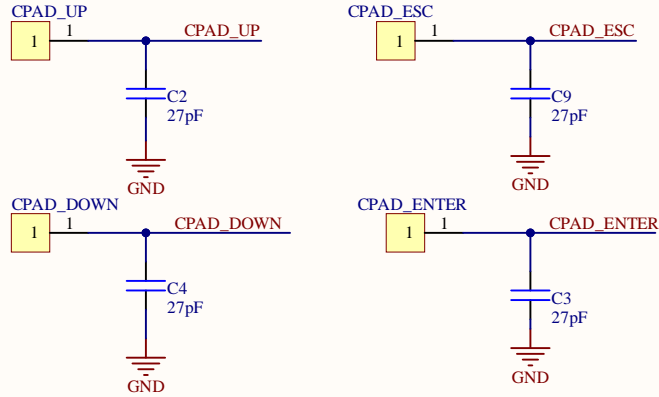 CPAD_UP
1
1
CPAD_UP
C2
27pF
GND
CPAD_ESC
1
1
CPAD_ESC
C9
27pF
GND
CPAD_DOWN
1
1
CPAD_DOWN
C4
27pF
GND
CPAD_ENTER
1
1
CPAD_ENTER
C3
27pF
GND